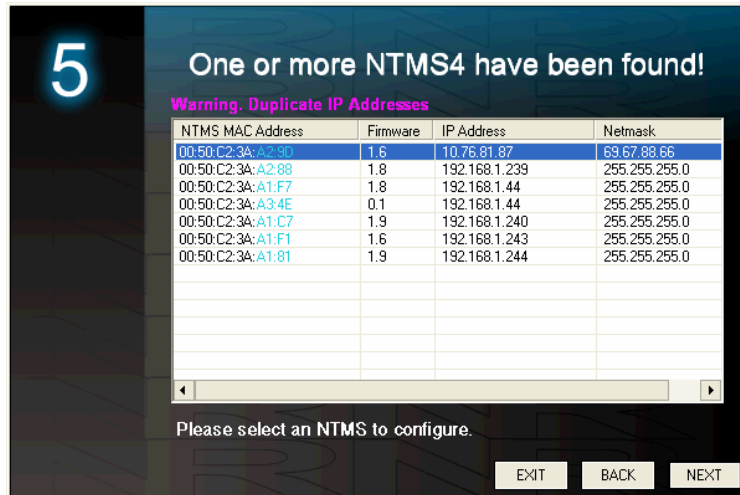 5
One or more NTMS4 have been found!
Warning. Duplicate IP Addresses
NTMS MAC Address Firmware IP Address Netmask
00:50:C2:3A:A2:9D 1.6 10.76.81.87 69.67.88.66
00:50:C2:3A:A2:88 1.8 192.168.1.239 255.255.255.0
00:50:C2:3A:A1:F7 1.8 192.168.1.44 255.255.255.0
00:50:C2:3A:A3:4E 0.1 192.168.1.44 255.255.255.0
00:50:C2:3A:A1:C7 1.9 192.168.1.240 255.255.255.0
00:50:C2:3A:A1:F1 1.6 192.168.1.243 255.255.255.0
00:50:C2:3A:A1:81 1.9 192.168.1.244 255.255.255.0
Please select an NTMS to configure.
EXIT BACK NEXT